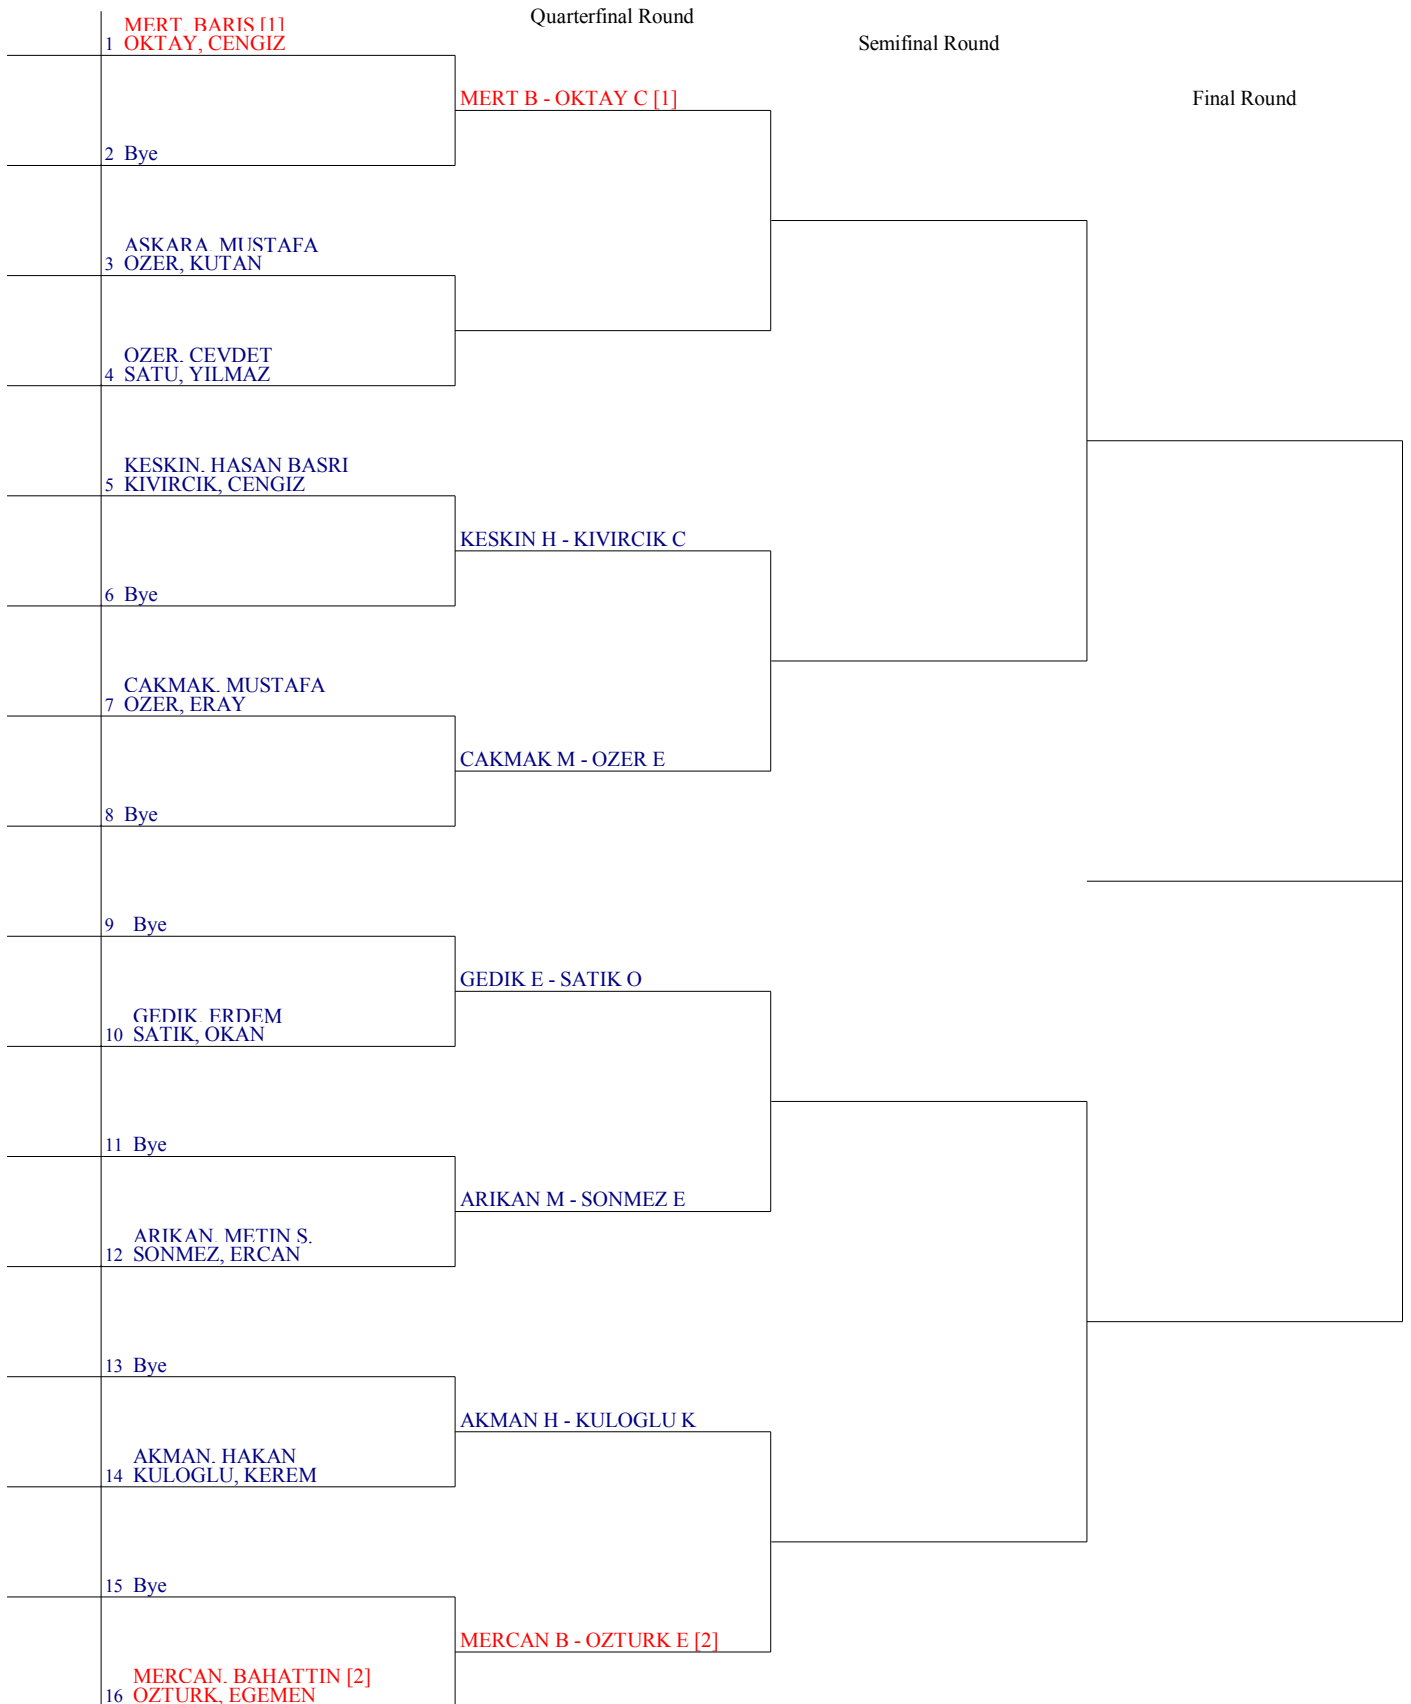 Quarterfinal Round
Semifinal Round
Final Round
MERT, BARIS [1]
1 OKTAY, CENGIZ
MERT B - OKTAY C [1]
2 Bye
ASKARA, MUSTAFA
3 OZER, KUTAN
OZER, CEVDET
4 SATU, YILMAZ
KESKIN, HASAN BASRI
5 KIVIRCIK, CENGIZ
KESKIN H - KIVIRCIK C
6 Bye
CAKMAK, MUSTAFA
7 OZER, ERAY
CAKMAK M - OZER E
8 Bye
9 Bye
GEDIK E - SATIK O
GEDIK, ERDEM
10 SATIK, OKAN
11 Bye
ARIKAN M - SONMEZ E
ARIKAN, METIN S.
12 SONMEZ, ERCAN
13 Bye
AKMAN H - KULOGLU K
AKMAN, HAKAN
14 KULOGLU, KEREM
15 Bye
MERCAN B - OZTURK E [2]
MERCAN, BAHATTIN [2]
16 OZTURK, EGEMEN